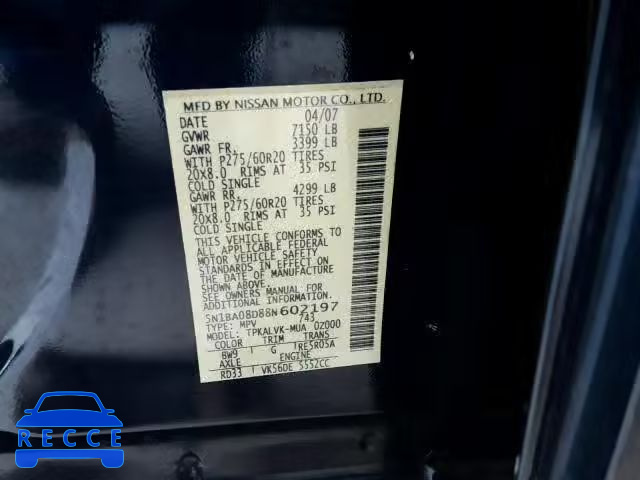 MFD BY NISSAN MOTOR CO., LTD.
DATE 04/07
GVWR 7150 LB
GAWR FR. 3399 LB
WITH P275/60R20 TIRES
20X8.0 RIMS AT 35 PSI
COLD SINGLE
GAWR RR. 4299 LB
WITH P275/60R20 TIRES
20X8.0 RIMS AT 35 PSI
COLD SINGLE
THIS VEHICLE CONFORMS TO
ALL APPLICABLE FEDERAL
MOTOR VEHICLE SAFETY
STANDARDS IN EFFECT ON
THE DATE OF MANUFACTURE
SHOWN ABOVE.
SEE OWNERS MANUAL.
5N1BA08D88N602197
TYPE: MPV /43
MODEL: TPKALVK-MUA 0Z000
COLOR TRIM TRANS
BW9 G RE5R05A
AXLE ENGINE
RD33 VK56DE 5552CC
RECCE